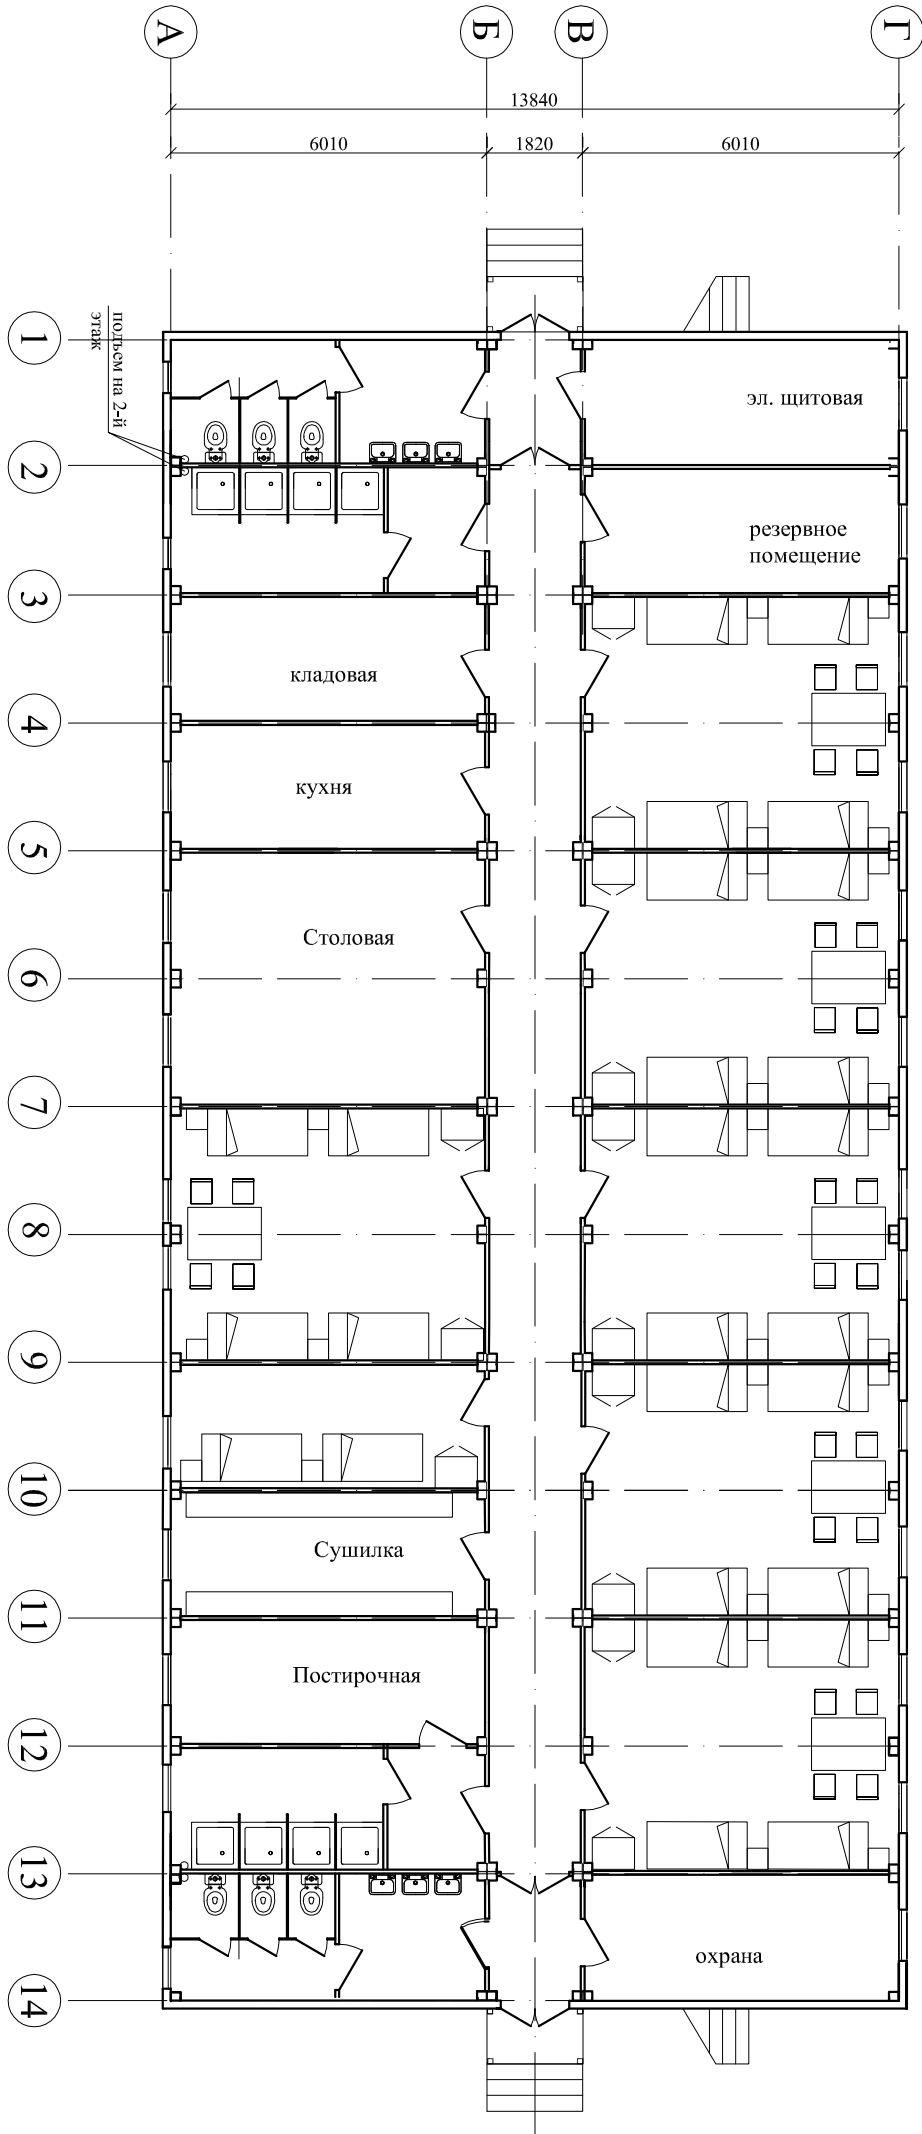 А
Б
В
Г
13840
6010
1820
6010
1
подъем на 2-й
этаж
эл. щитовая
2
резервное
помещение
3
кладовая
4
кухня
5
Столовая
6
7
8
9
10
Сушилка
11
Постирочная
12
13
охрана
14